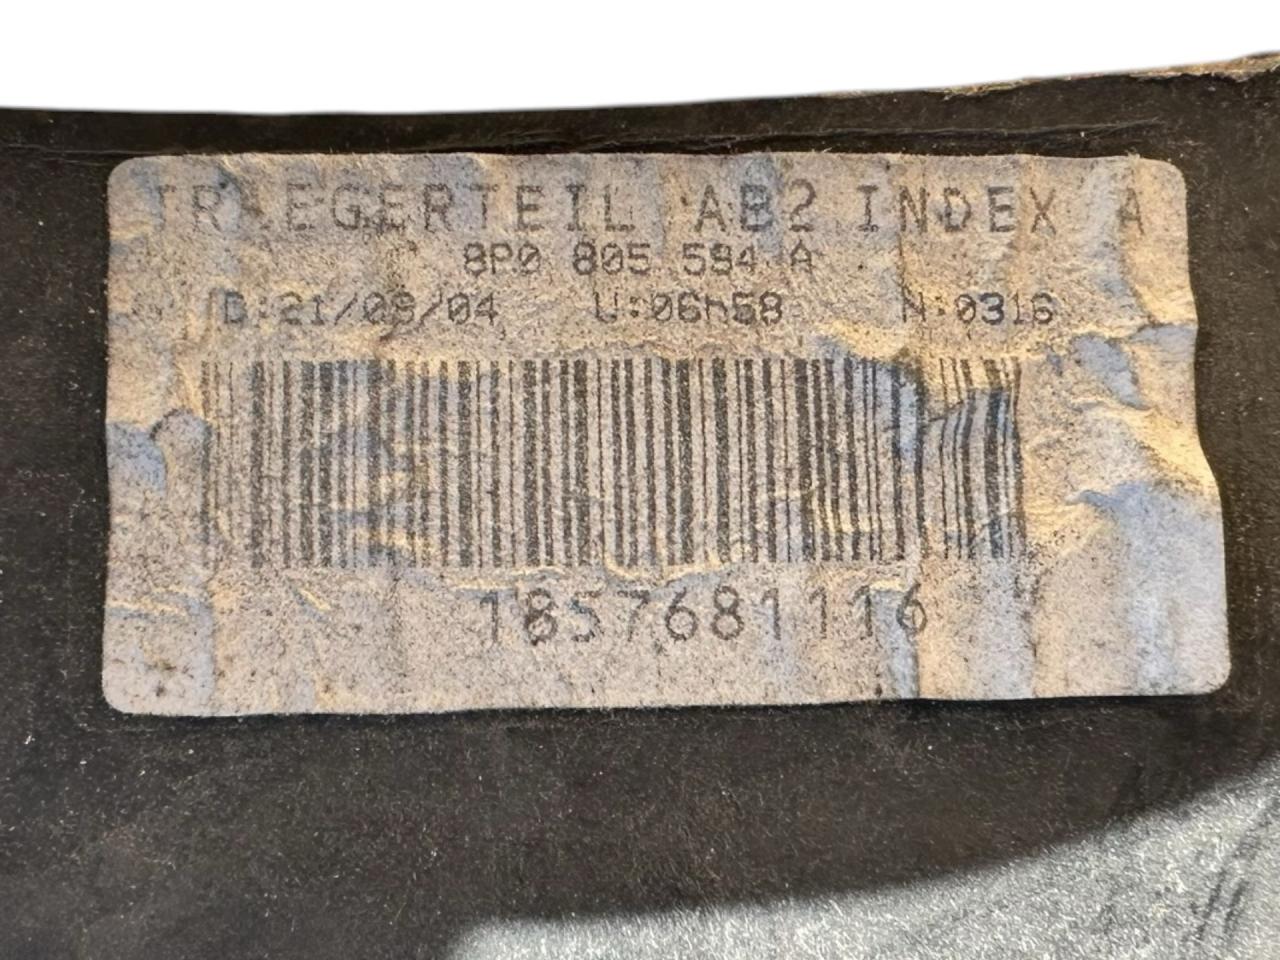 TRAEGERTEIL AB2 INDEX A
8P0 805 594 A
D:21/09/04 U:06h58 N:0316
1857681116